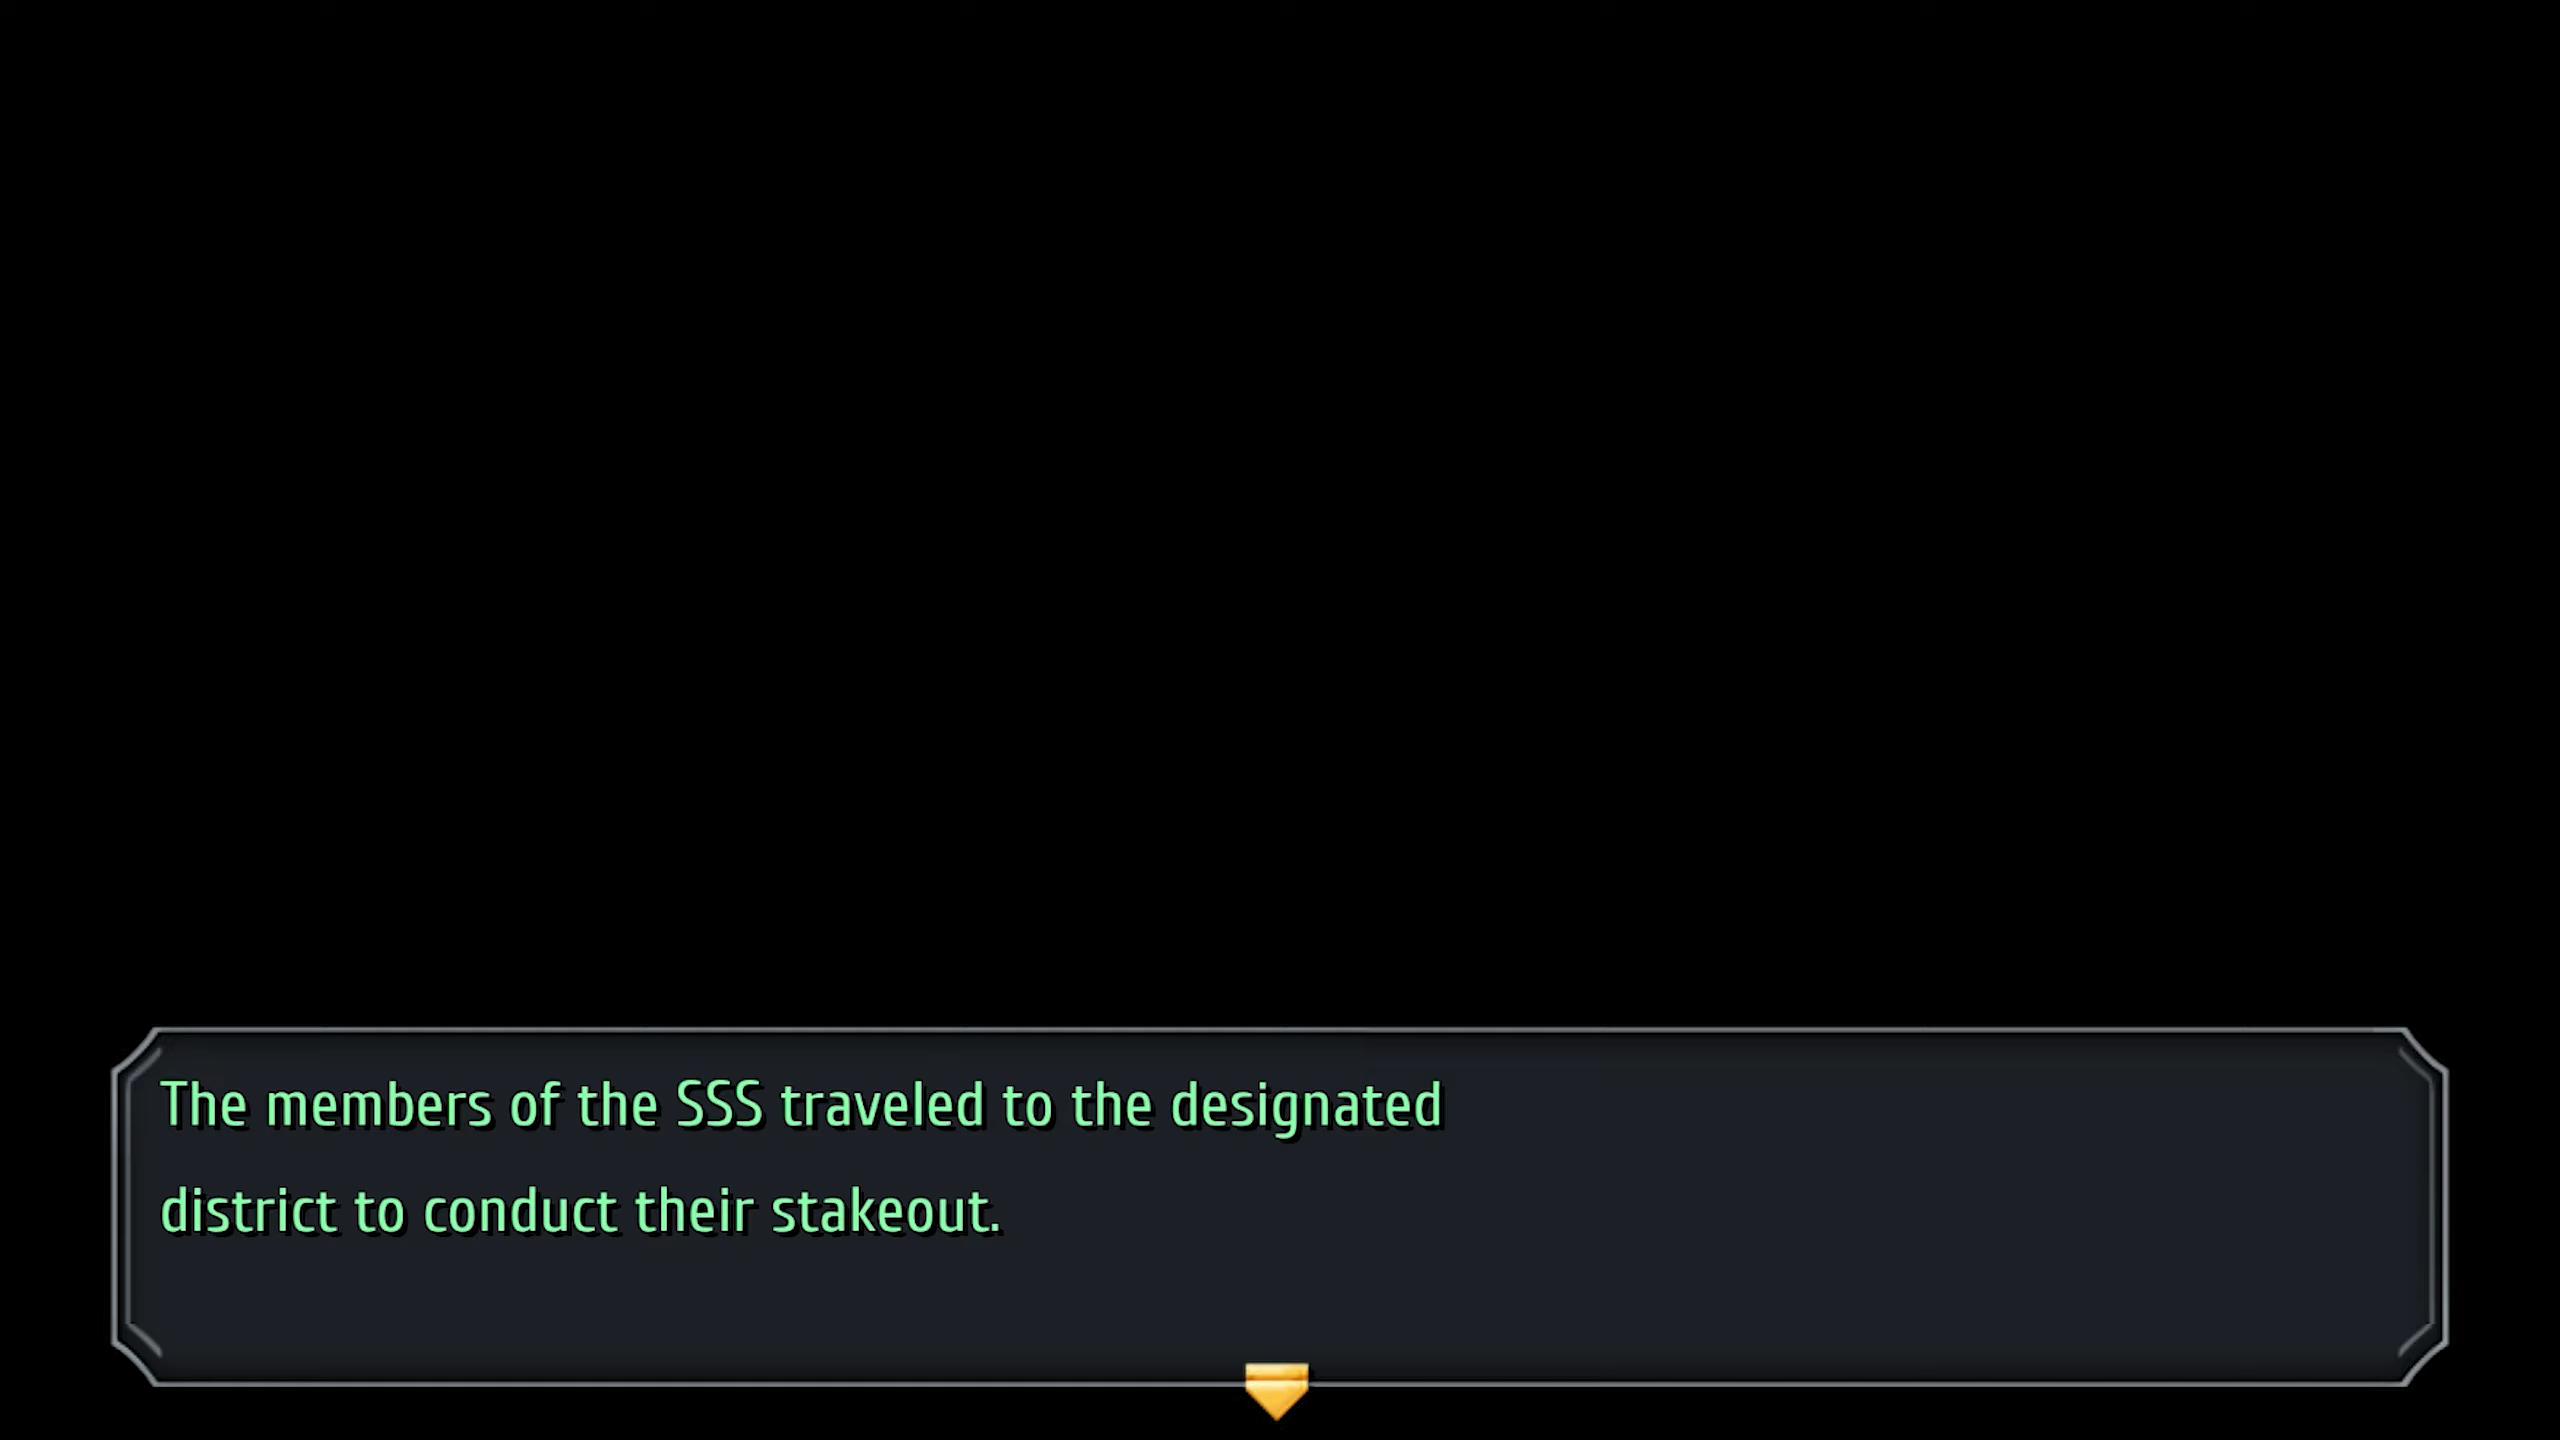 The members of the SSS traveled to the designated
district to conduct their stakeout.